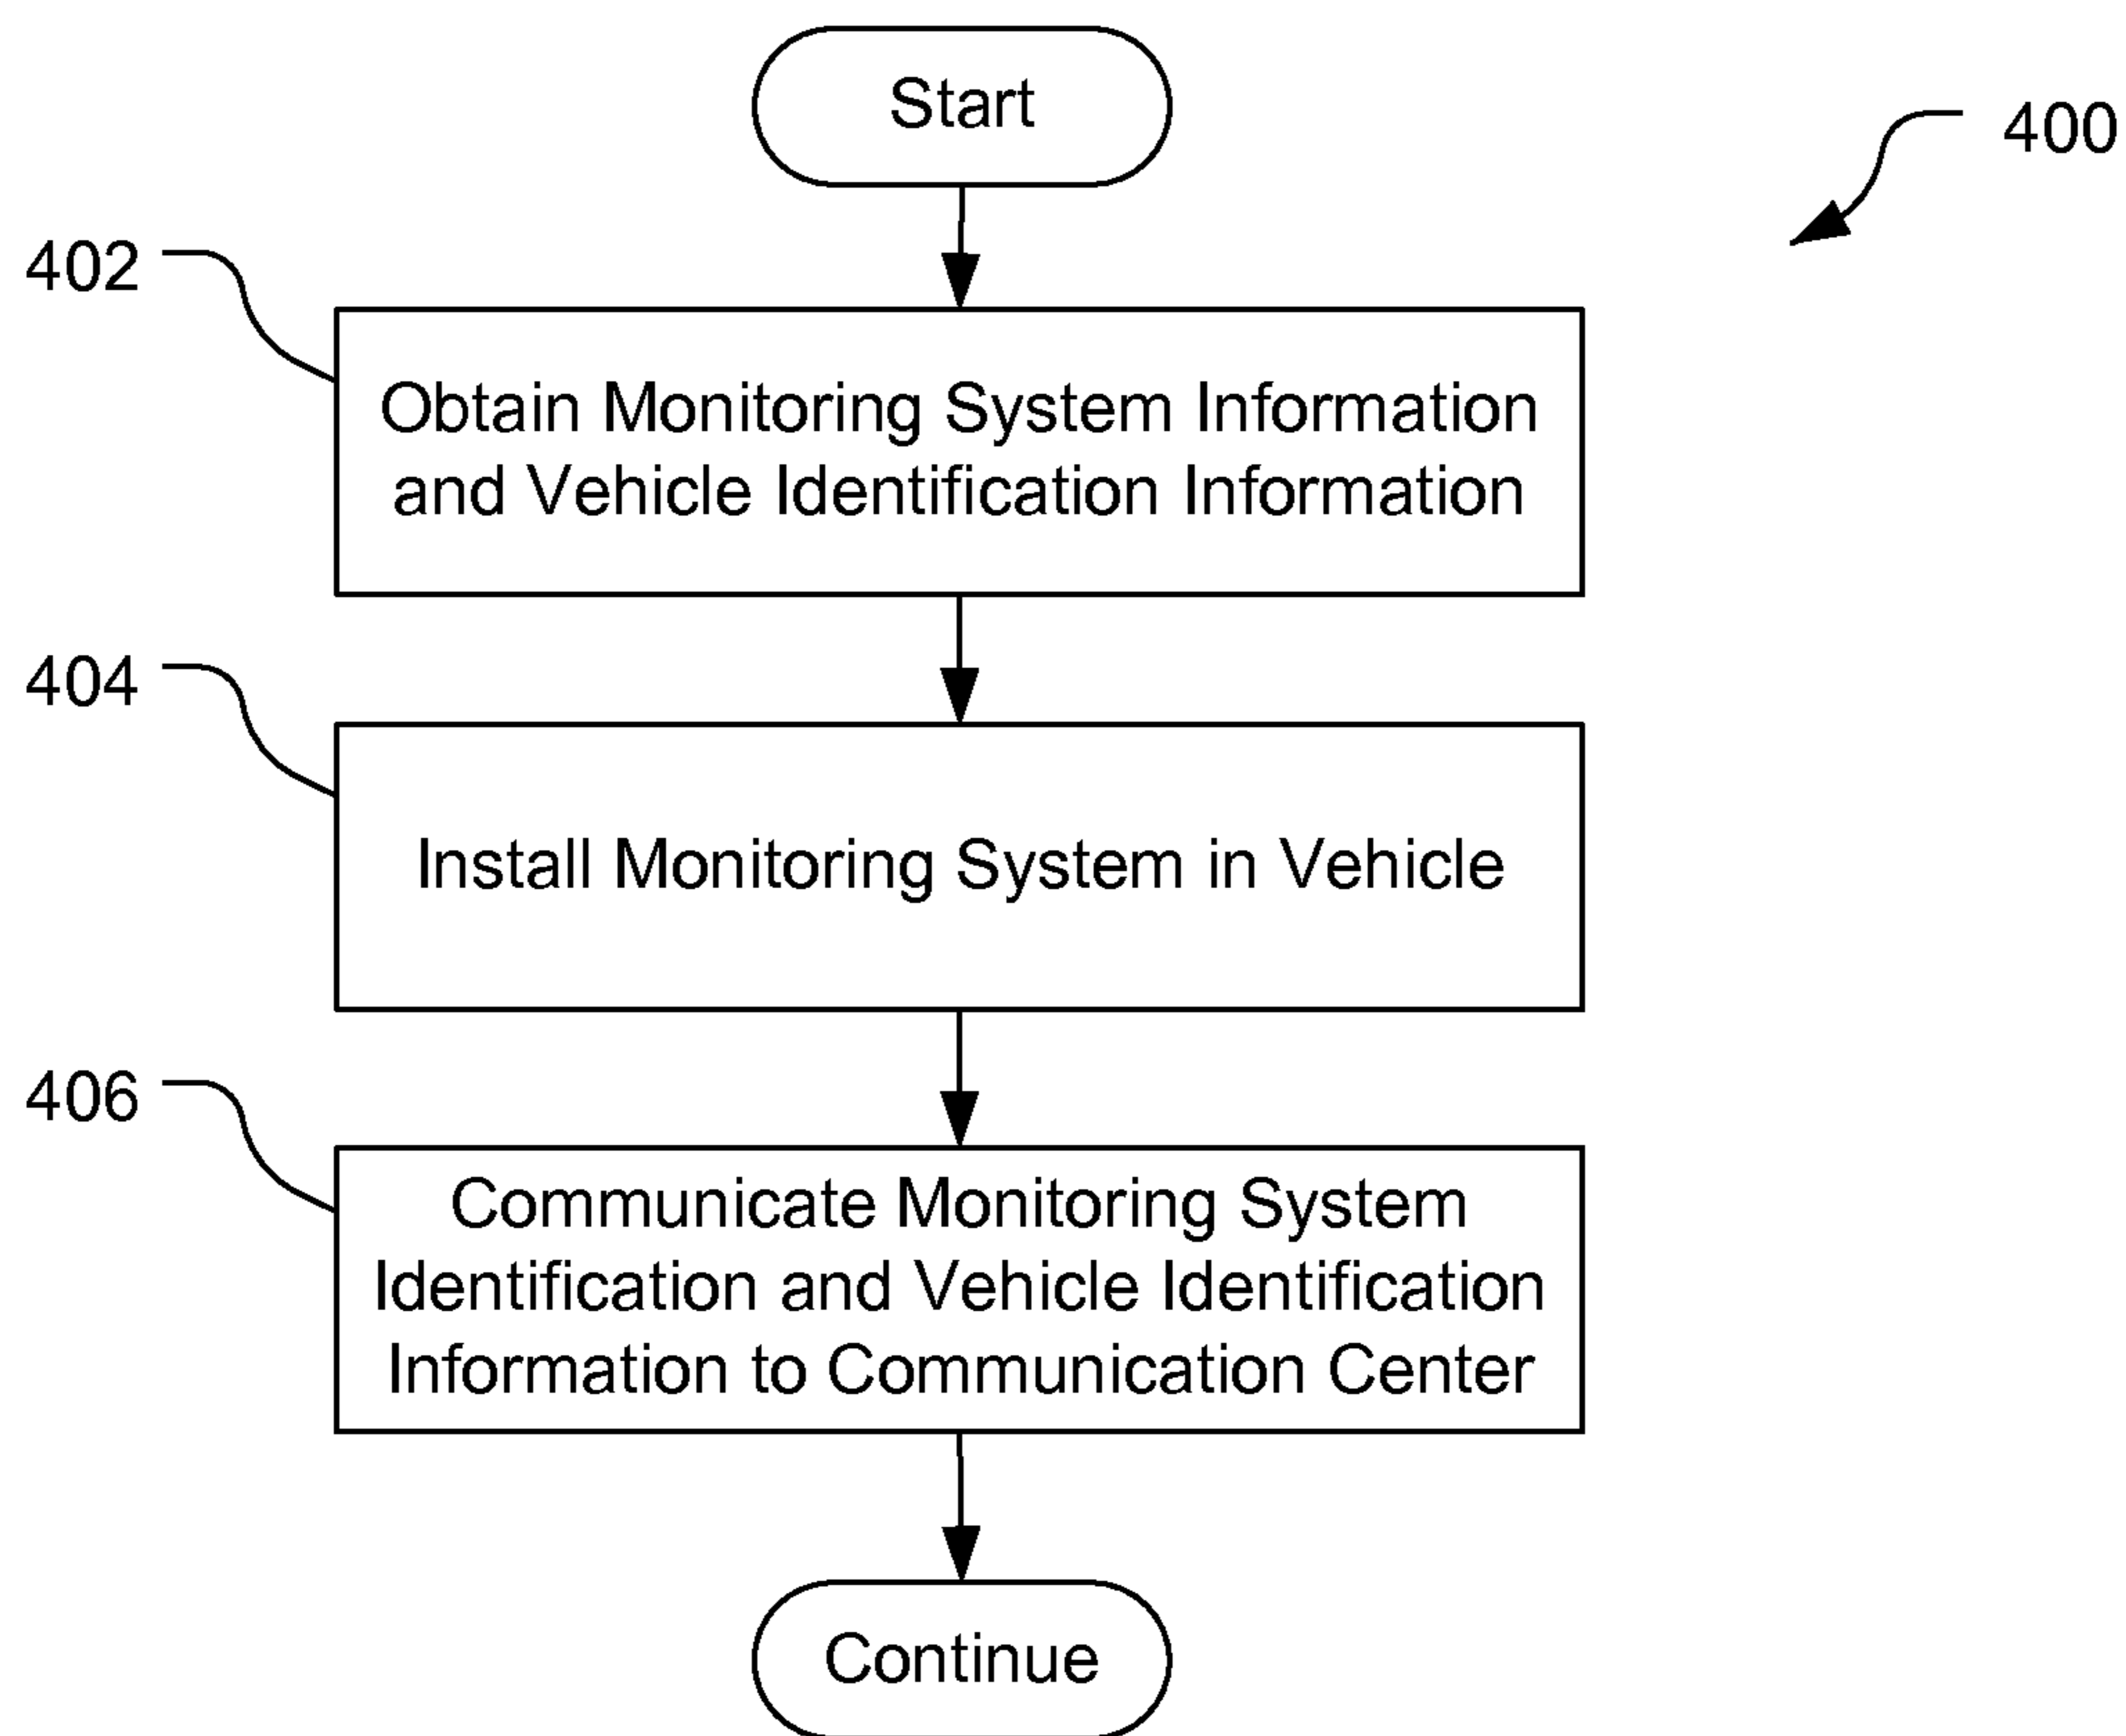 Start
400
402
Obtain Monitoring System Information
and Vehicle Identification Information
404
Install Monitoring System in Vehicle
406
Communicate Monitoring System
Identification and Vehicle Identification
Information to Communication Center
Continue